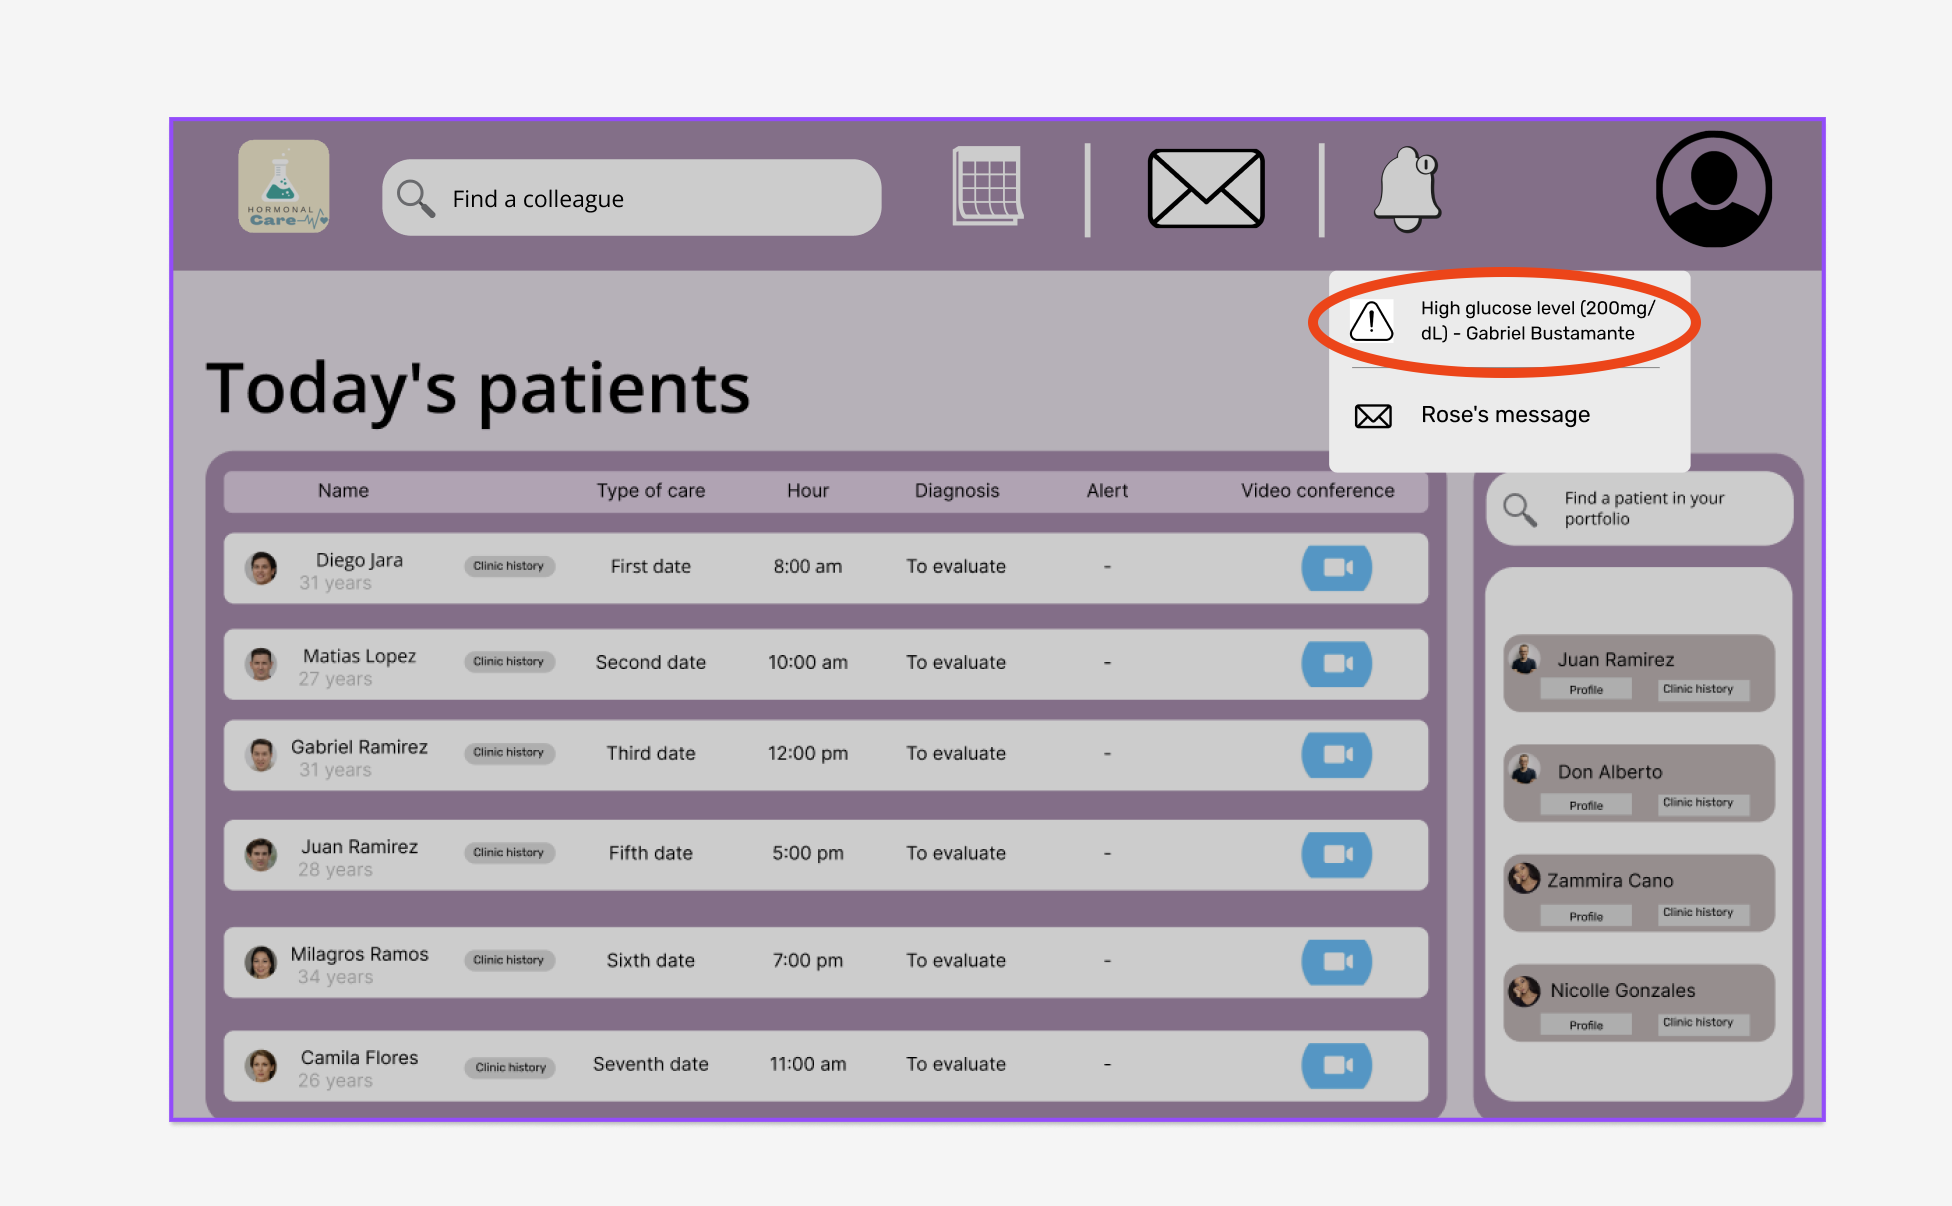 HORMONAL
Care
Find a colleague
High glucose level (200mg/
dL) - Gabriel Bustamante
Rose's message
Today's patients
Name Type of care Hour Diagnosis Alert Video conference
Diego Jara Clinic history First date 8:00 am To evaluate -
31 years
Matias Lopez Clinic history Second date 10:00 am To evaluate -
27 years
Gabriel Ramirez Clinic history Third date 12:00 pm To evaluate -
31 years
Juan Ramirez Clinic history Fifth date 5:00 pm To evaluate -
28 years
Milagros Ramos Clinic history Sixth date 7:00 pm To evaluate -
34 years
Camila Flores Clinic history Seventh date 11:00 am To evaluate -
26 years
Find a patient in your
portfolio
Juan Ramirez
Profile Clinic history
Don Alberto
Profile Clinic history
Zammira Cano
Profile Clinic history
Nicolle Gonzales
Profile Clinic history